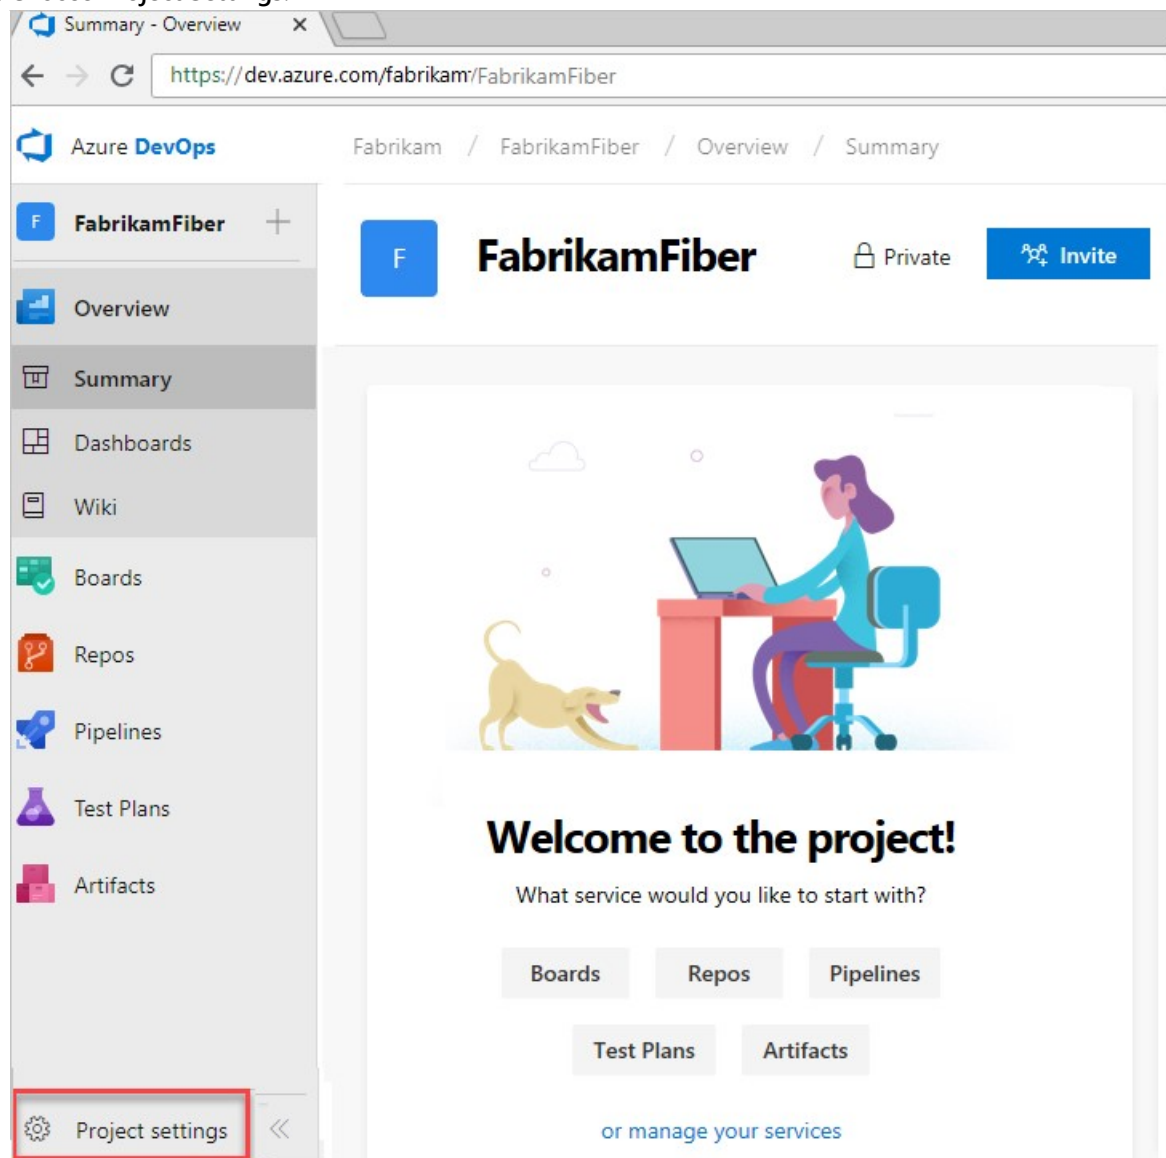 Summary - Overview
https://dev.azure.com/fabrikam/FabrikamFiber
Azure DevOps
Fabrikam / FabrikamFiber / Overview / Summary
F FabrikamFiber
F FabrikamFiber Private Invite
Overview
Summary
Dashboards
Wiki
Boards
Repos
Pipelines
Test Plans
Artifacts
Welcome to the project!
What service would you like to start with?
Boards Repos Pipelines
Test Plans Artifacts
Project settings
or manage your services